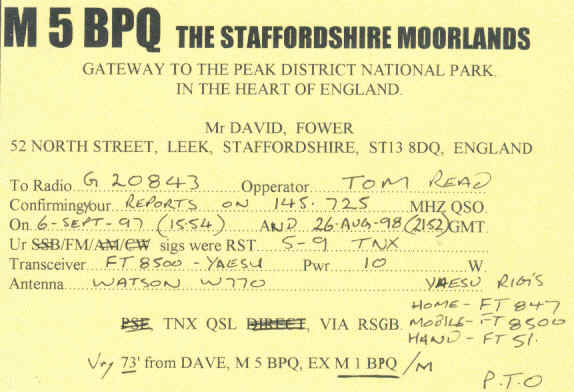 M 5 BPQ THE STAFFORDSHIRE MOORLANDS
GATEWAY TO THE PEAK DISTRICT NATIONAL PARK.
IN THE HEART OF ENGLAND.
Mr DAVID, FOWER
52 NORTH STREET, LEEK, STAFFORDSHIRE, ST13 8DQ, ENGLAND
To Radio G 20843 Opperator TOM READ
Confirming your REPORTS ON 145.725 MHZ QSO.
On 6-SEPT-97 (15:54) AND 26-AUG-98 (2152) GMT.
Ur SSB/FM/AM/CW sigs were RST 5-9 TNX
Transceiver FT 8500 - YAESU Pwr 10 W.
Antenna WATSON W770 YAESU RIG'S
HOME - FT 847
PSE TNX QSL DIRECT, VIA RSGB. MOBILE - FT 8500
HAND - FT 51.
Vry 73' from DAVE, M 5 BPQ, EX M 1 BPQ /M
P.T.O